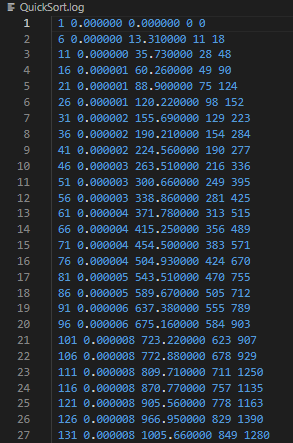 QuickSort.log
1 1 0.000000 0.000000 0 0
2 6 0.000000 13.310000 11 18
3 11 0.000000 35.730000 28 48
4 16 0.000001 60.260000 49 90
5 21 0.000001 88.900000 75 124
6 26 0.000001 120.220000 98 152
7 31 0.000002 155.690000 129 223
8 36 0.000002 190.210000 154 284
9 41 0.000002 224.560000 190 277
10 46 0.000003 263.510000 216 336
11 51 0.000003 300.660000 249 395
12 56 0.000003 338.860000 281 425
13 61 0.000004 371.780000 313 515
14 66 0.000004 415.250000 356 489
15 71 0.000004 454.500000 383 571
16 76 0.000004 504.930000 424 670
17 81 0.000005 543.510000 470 755
18 86 0.000005 589.670000 505 712
19 91 0.000006 637.380000 555 789
20 96 0.000006 675.160000 584 903
21 101 0.000008 723.220000 623 907
22 106 0.000008 772.880000 678 929
23 111 0.000008 809.710000 711 1250
24 116 0.000008 870.770000 757 1135
25 121 0.000008 905.560000 778 1163
26 126 0.000008 966.950000 829 1390
27 131 0.000008 1005.660000 849 1280